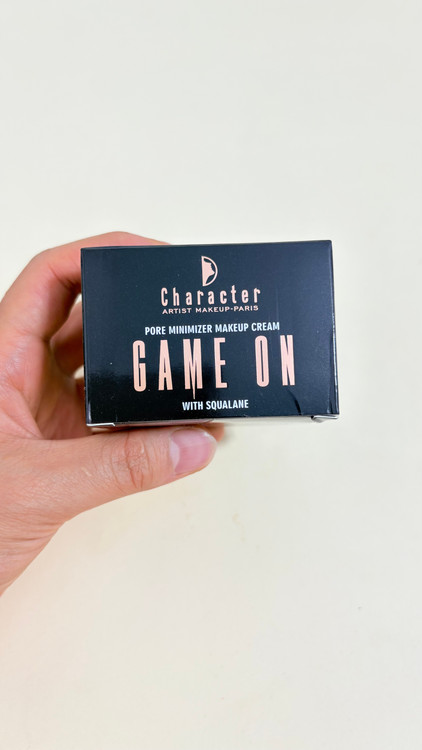 Character
ARTIST MAKEUP-PARIS
PORE MINIMIZER MAKEUP CREAM
GAME ON
WITH SQUALANE